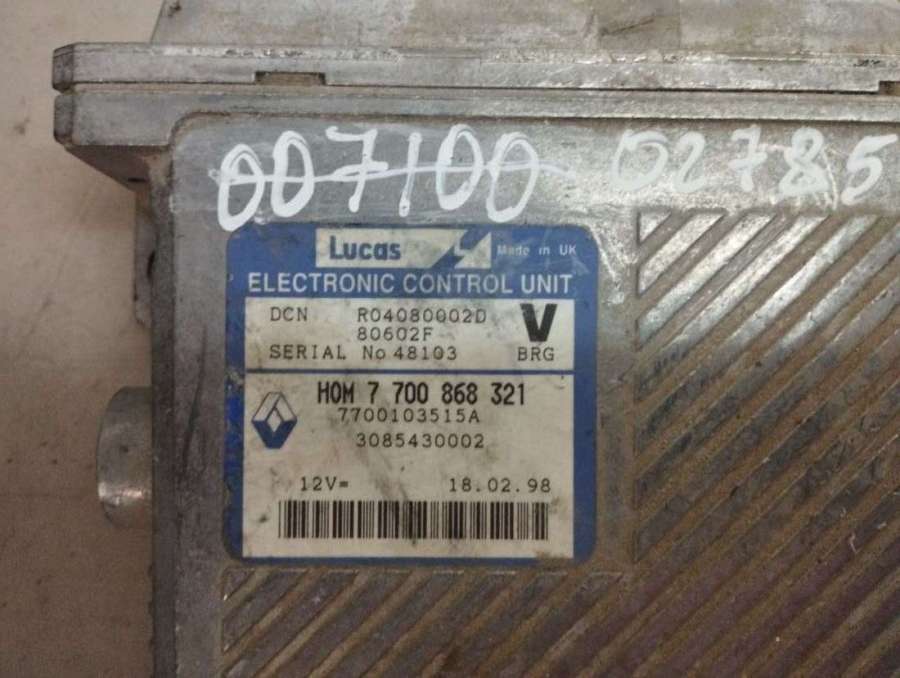 007100 02785
Lucas Made in UK
ELECTRONIC CONTROL UNIT
DCN R04080002D V
80602F
SERIAL No 48103 BRG
HOM 7 700 868 321
7700103515A
3085430002
12V= 18.02.98